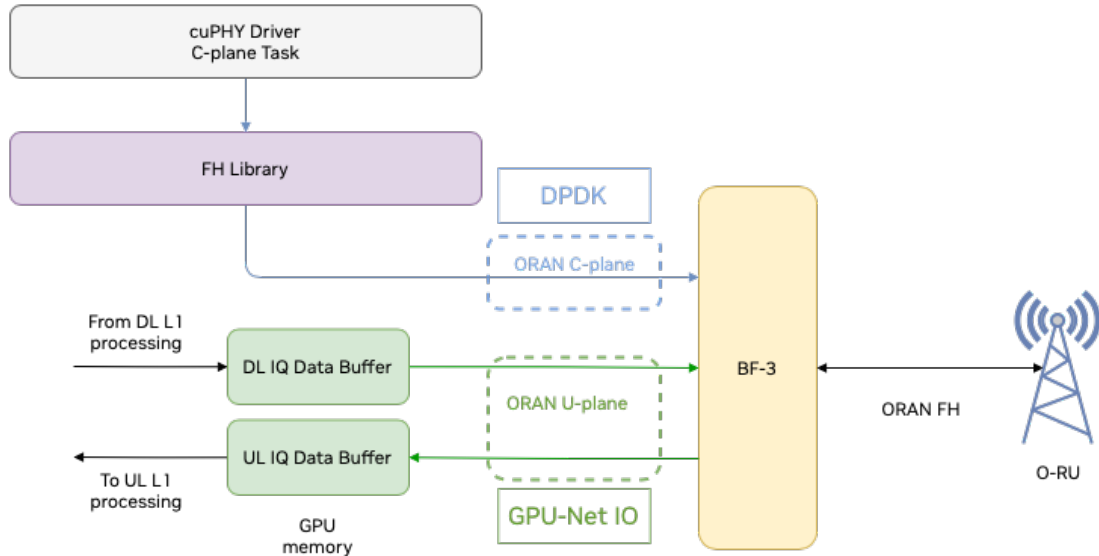 cuPHY Driver
C-plane Task
FH Library
DPDK
ORAN C-plane
From DL L1
processing
DL IQ Data Buffer
ORAN U-plane
BF-3
ORAN FH
UL IQ Data Buffer
To UL L1
processing
O-RU
GPU-Net IO
GPU
memory